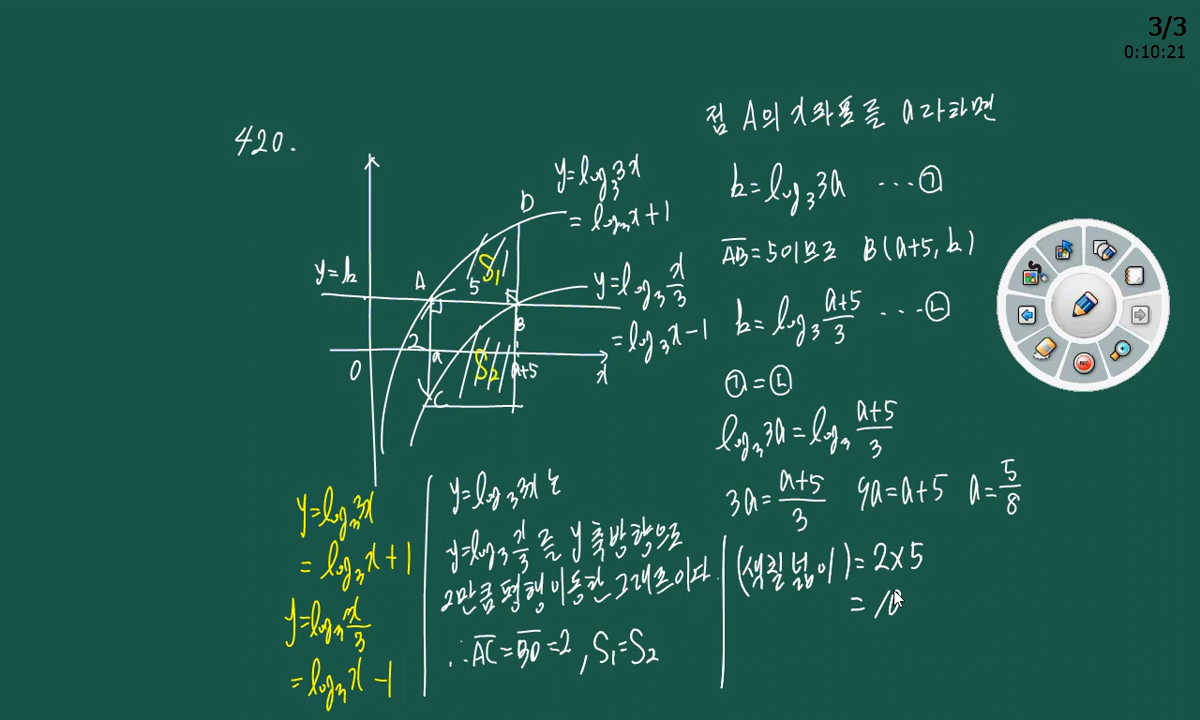 3/3
0:10:21
420.
y=log₃3x
=log₃x+1
D
S₁
y=k
A
5
y=log₃ x/3
B
=log₃x-1
2
a
S₂
a+5
0
x
C
점 A의 x좌표를 a라하면
k=log₃3a ···㉠
AB=5이므로 B(a+5, k)
k=log₃ (a+5)/3 ···㉡
㉠=㉡
log₃3a=log₃ (a+5)/3
3a=(a+5)/3 9a=a+5 a=5/8
y=log₃3x
=log₃x+1
y=log₃ x/3
=log₃x-1
y=log₃3x는
y=log₃ x/3 를 y축방향으로
2만큼 평행이동한 그래프이다.
∴AC=BD=2, S₁=S₂
(색칠 넓이)=2×5
=10